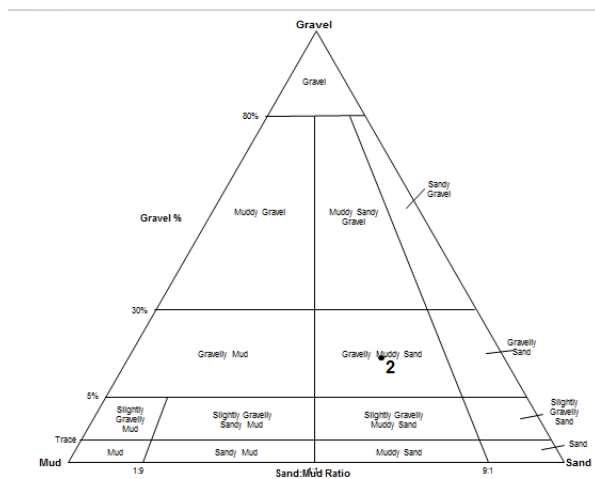 Gravel
Gravel
80%
Sandy
Gravel
Muddy Gravel
Muddy Sandy
Gravel
Gravel %
30%
Gravelly
Sand
Gravelly Mud
Gravelly Muddy Sand
2
5%
Slightly
Gravelly
Mud
Slightly Gravelly
Sandy Mud
Slightly Gravelly
Muddy Sand
Slightly
Gravelly
Sand
Trace
Mud
Sandy Mud
Muddy Sand
Sand
Mud
Sand
1:9
9:1
Sand:Mud Ratio